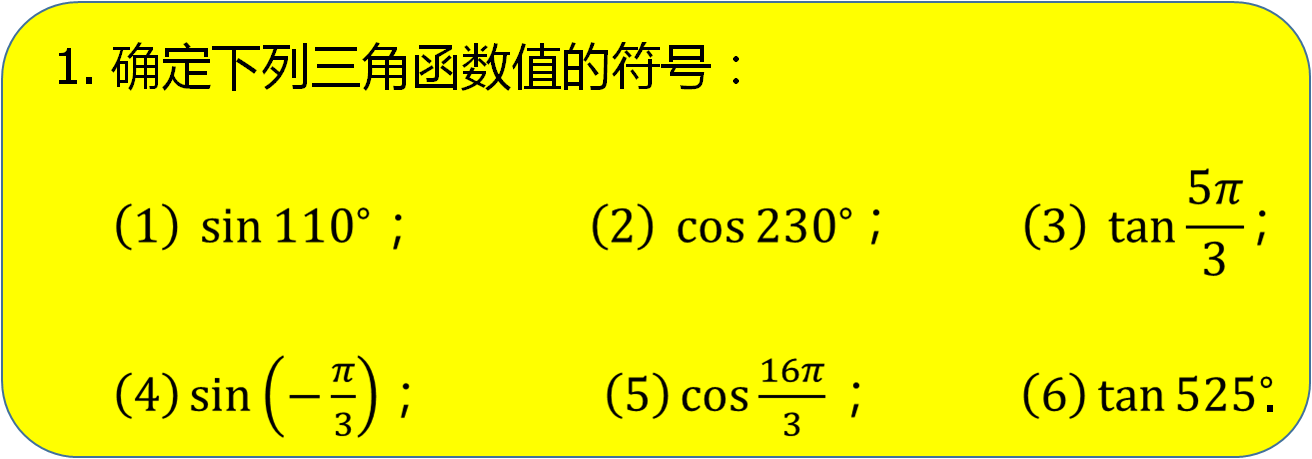 1. 确定下列三角函数值的符号：
(1) sin 110° ； (2) cos 230° ； (3) tan 5π/3 ；
(4) sin (−π/3) ； (5) cos 16π/3 ； (6) tan 525°.